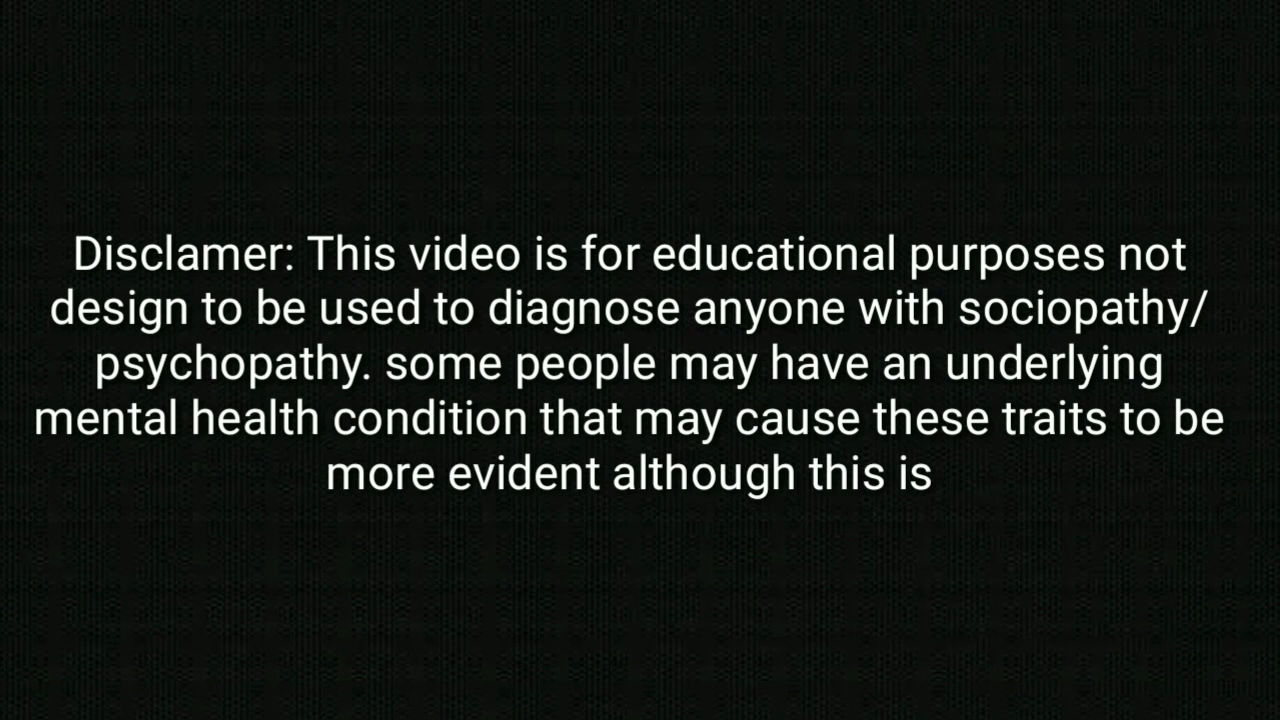 Disclamer: This video is for educational purposes not
design to be used to diagnose anyone with sociopathy/
psychopathy. some people may have an underlying
mental health condition that may cause these traits to be
more evident although this is